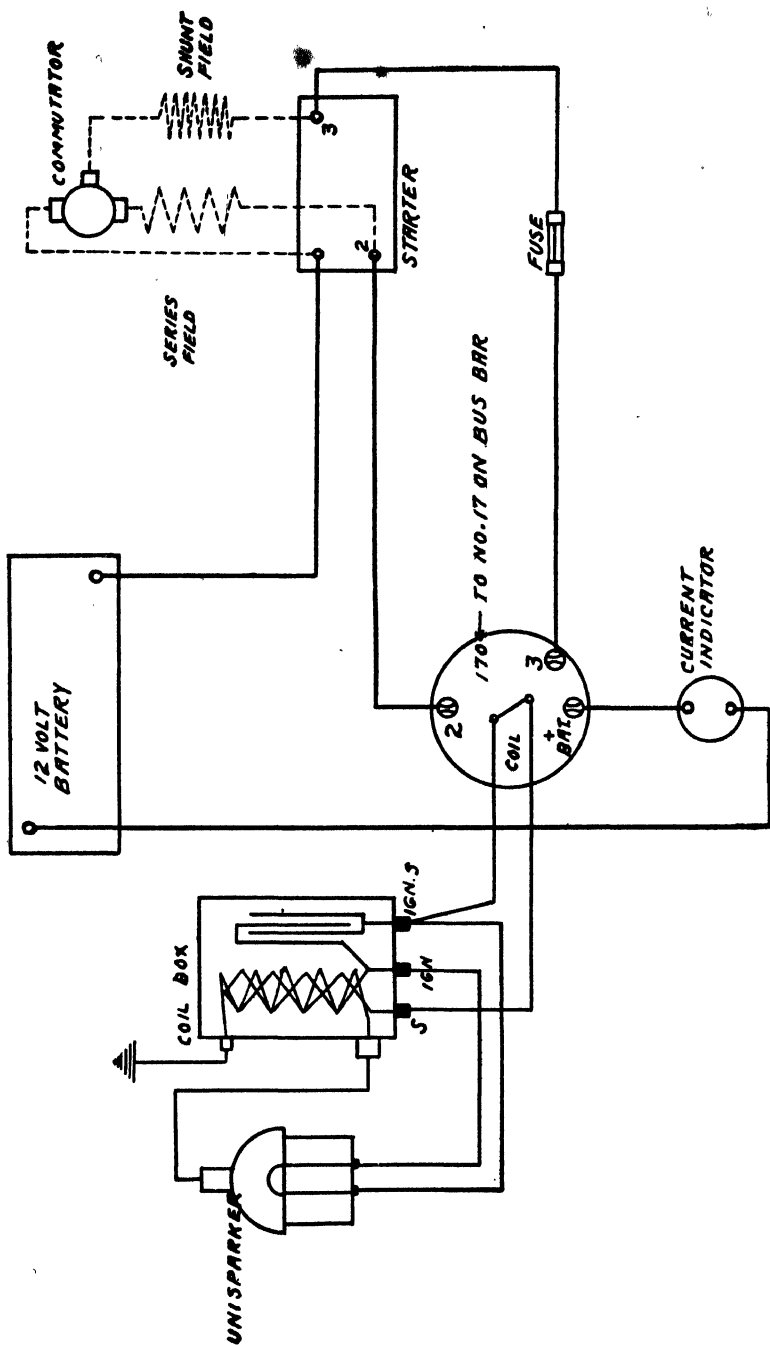 UNISPARKER
COIL BOX
S
IGN
IGN.S
12 VOLT
BATTERY
COIL
+
BAT
2
3
170 TO NO.17 ON BUS BAR
CURRENT
INDICATOR
FUSE
STARTER
2
3
SERIES
FIELD
COMMUTATOR
SHUNT
FIELD